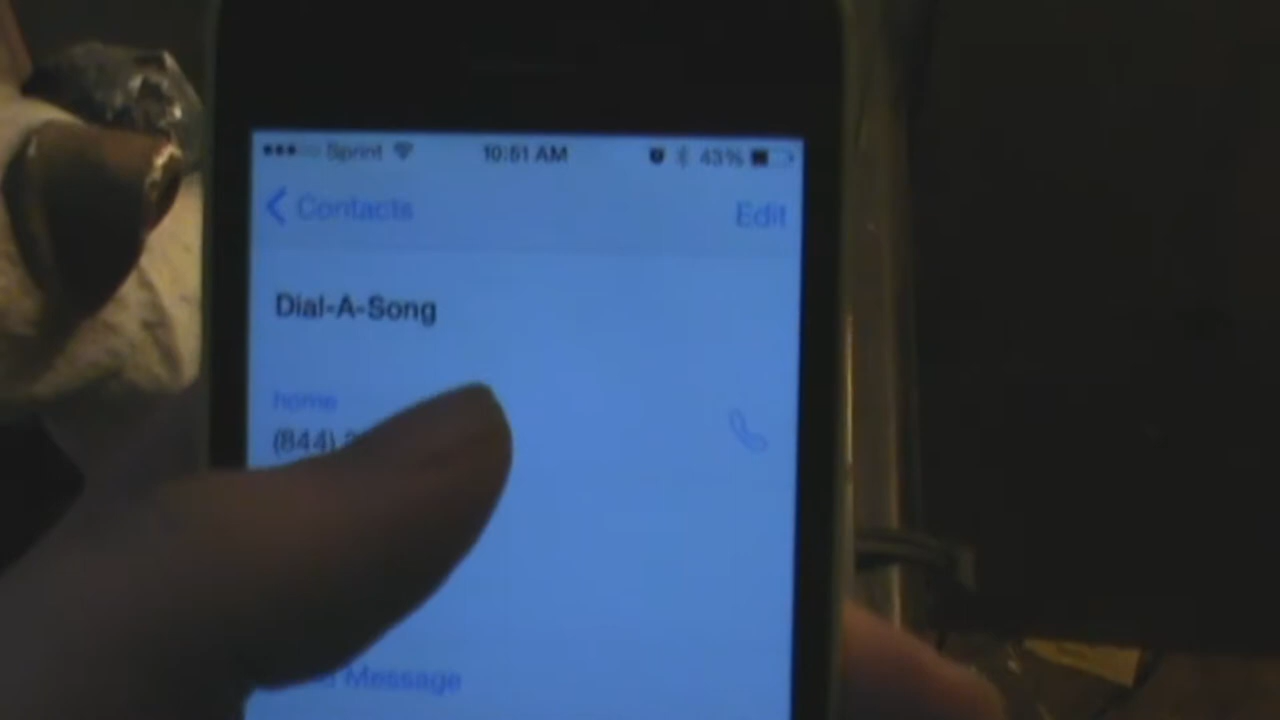 Sprint 10:51 AM 43%
Contacts Edit
Dial-A-Song
home
(844)
Message